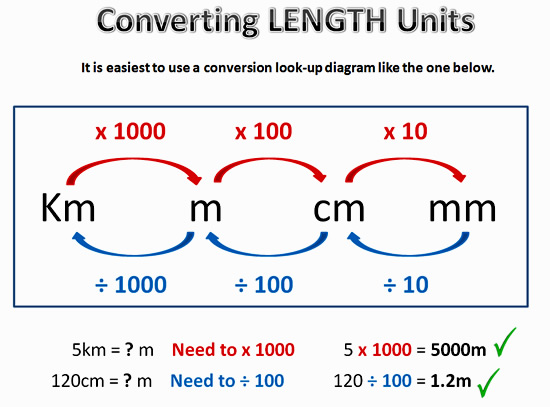 Converting LENGTH Units
It is easiest to use a conversion look-up diagram like the one below.
x 1000 x 100 x 10
Km m cm mm
÷ 1000 ÷ 100 ÷ 10
5km = ? m Need to x 1000 5 x 1000 = 5000m ✓
120cm = ? m Need to ÷ 100 120 ÷ 100 = 1.2m ✓